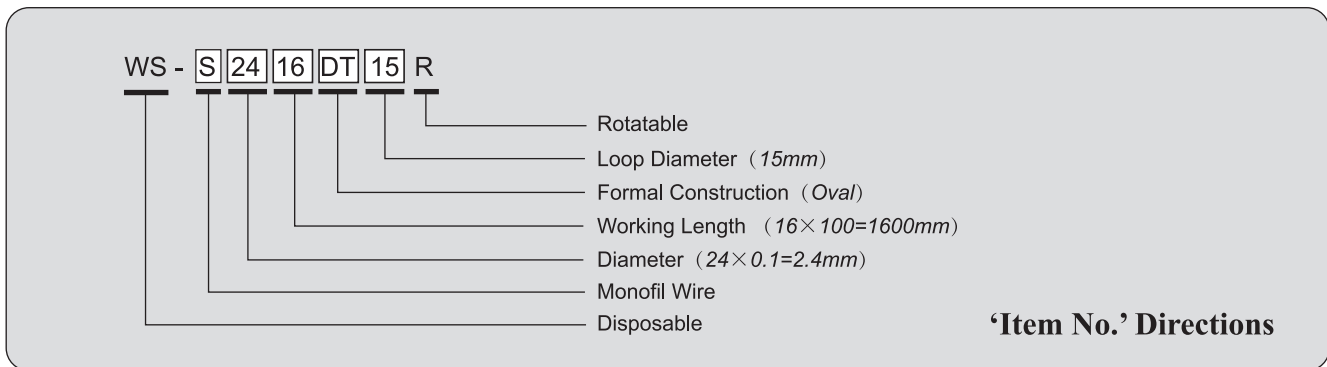 WS - S 24 16 DT 15 R
Rotatable
Loop Diameter（15mm）
Formal Construction（Oval）
Working Length （16×100=1600mm）
Diameter（24×0.1=2.4mm）
Monofil Wire
Disposable
‘Item No.’ Directions